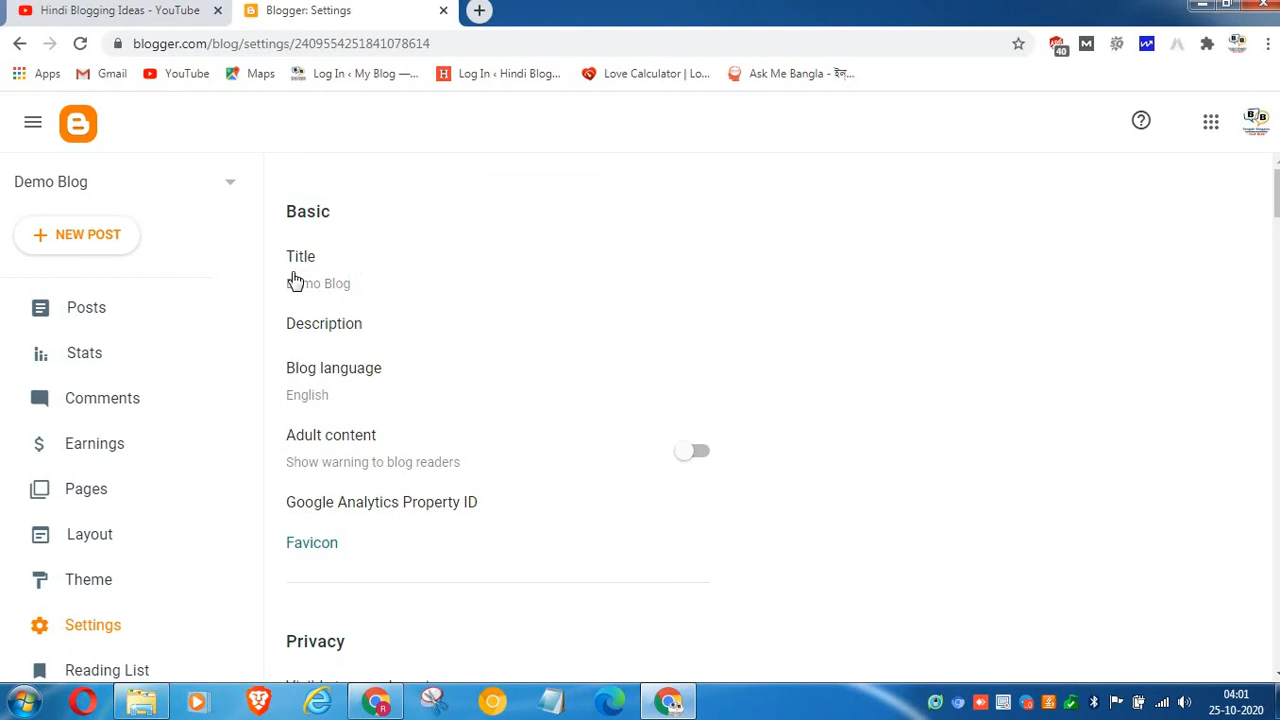 Hindi Blogging Ideas - YouTube
Blogger: Settings
blogger.com/blog/settings/2409554251841078614
40
Apps
Gmail
YouTube
Maps
Log In ‹ My Blog —...
Log In ‹ Hindi Blog...
Love Calculator | Lo...
Ask Me Bangla - ইন্...
Demo Blog
+ NEW POST
Posts
Stats
Comments
Earnings
Pages
Layout
Theme
Settings
Reading List
Basic
Title
Demo Blog
Description
Blog language
English
Adult content
Show warning to blog readers
Google Analytics Property ID
Favicon
Privacy
04:01
25-10-2020